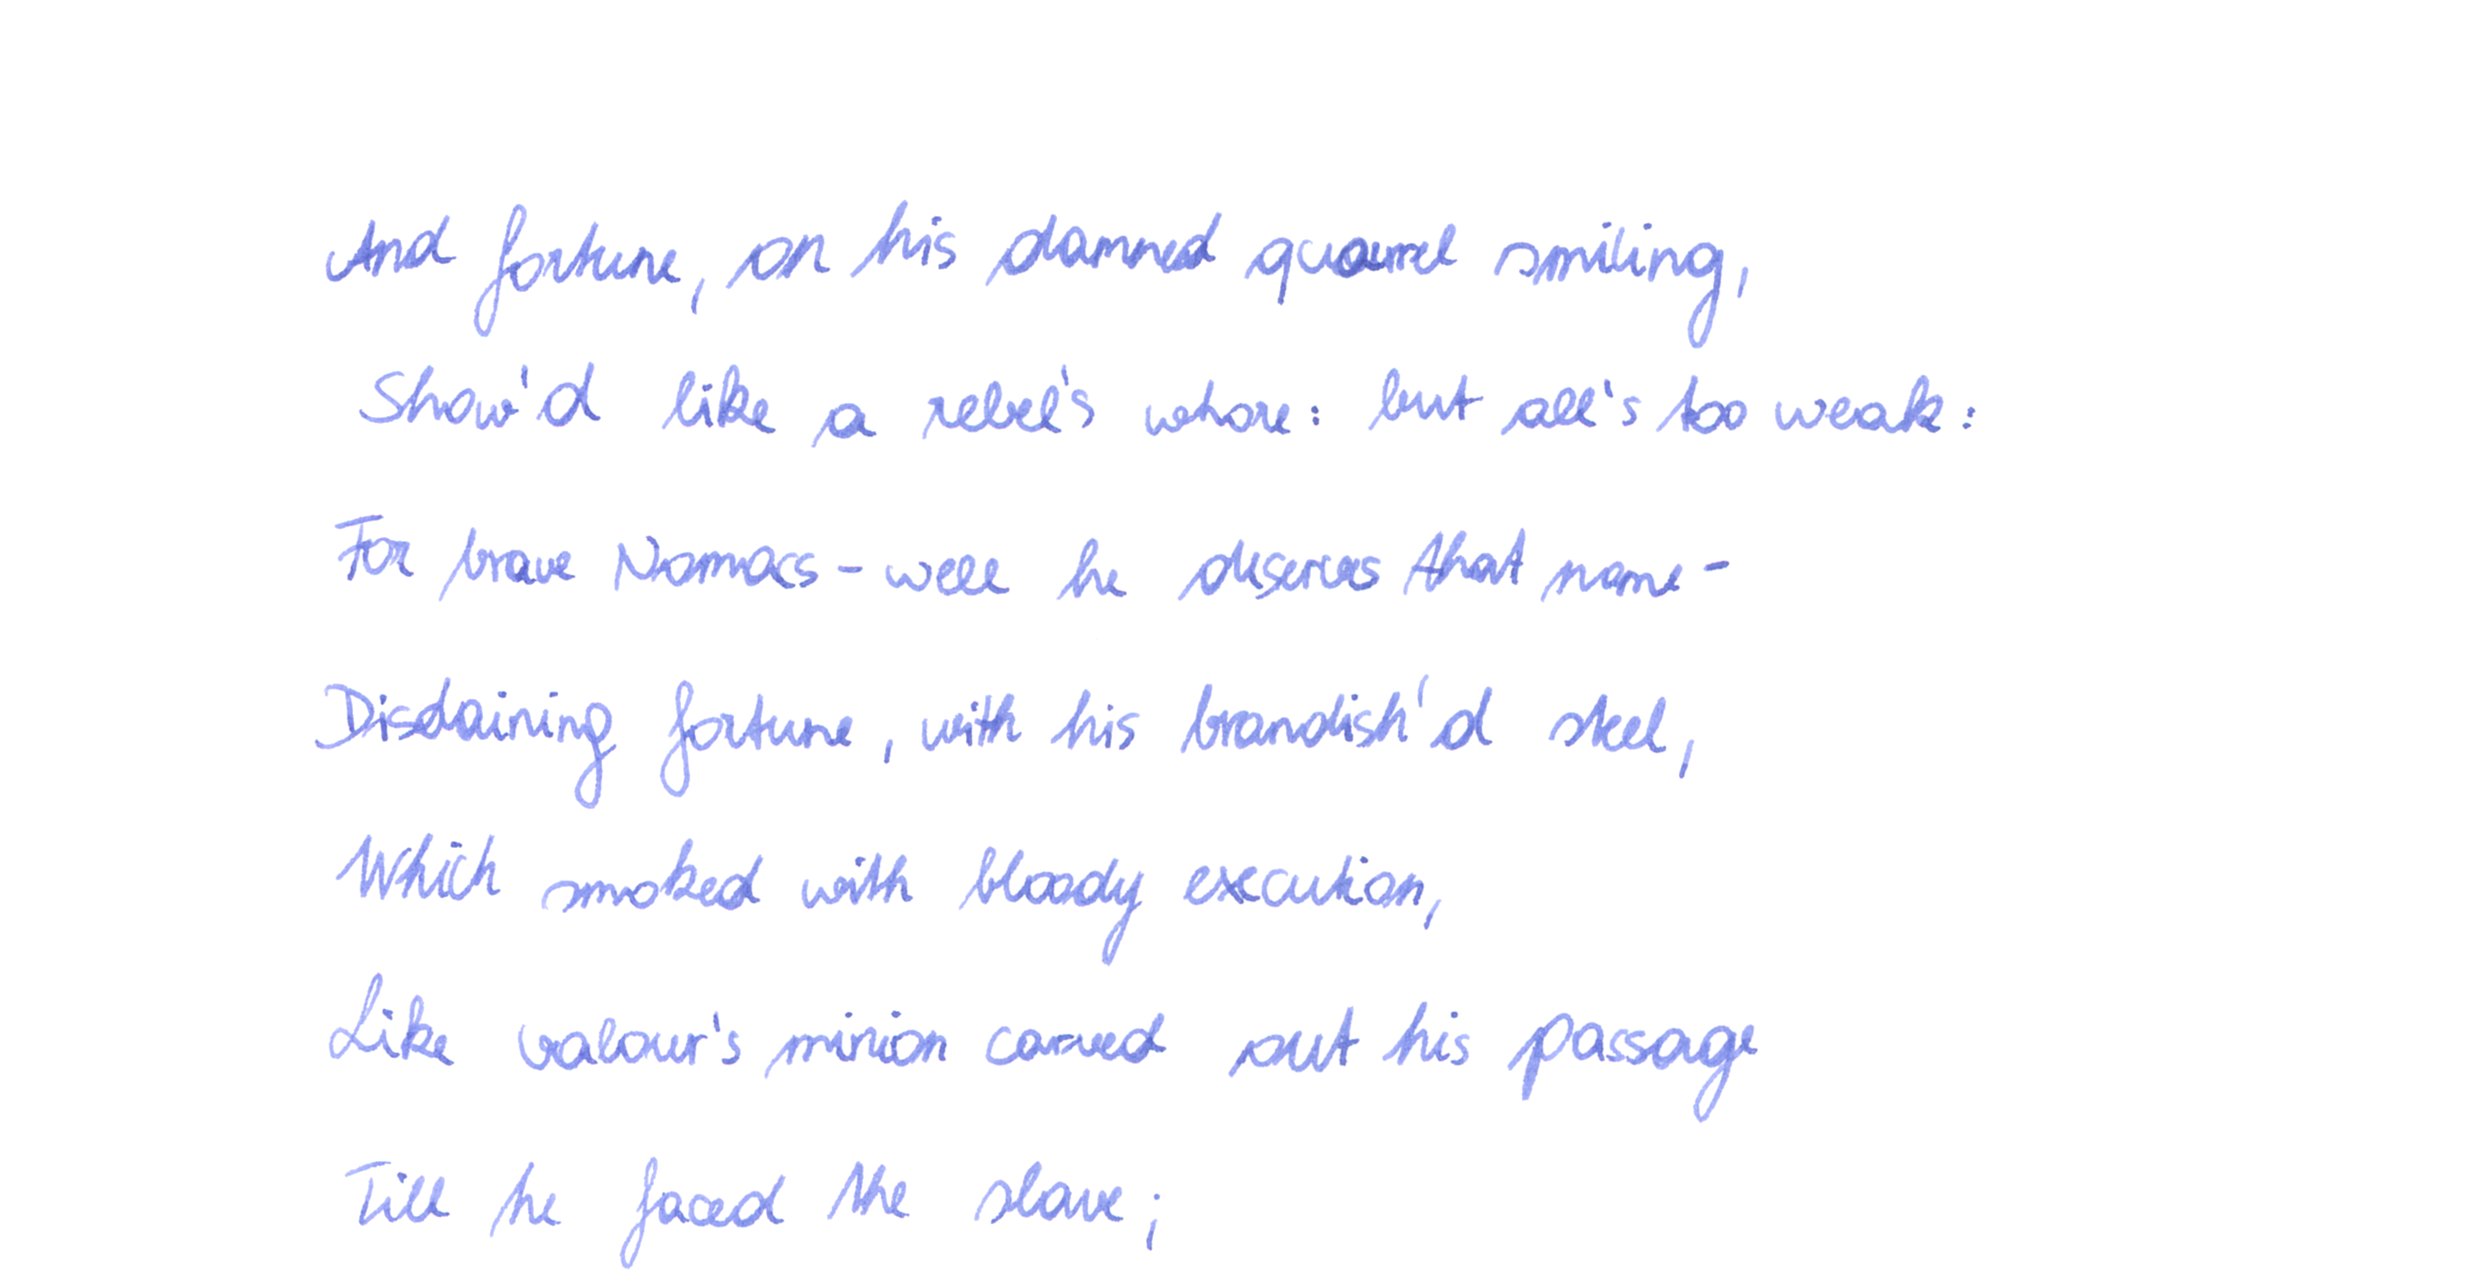 And fortune, on his damned quarrel smiling,
Show'd like a rebel's whore: but all's too weak:
For brave Nomacs - well he deserves that name -
Disdaining fortune, with his brandish'd steel,
Which smoked with bloody execution,
Like valour's minion carved out his passage
Till he faced the slave;